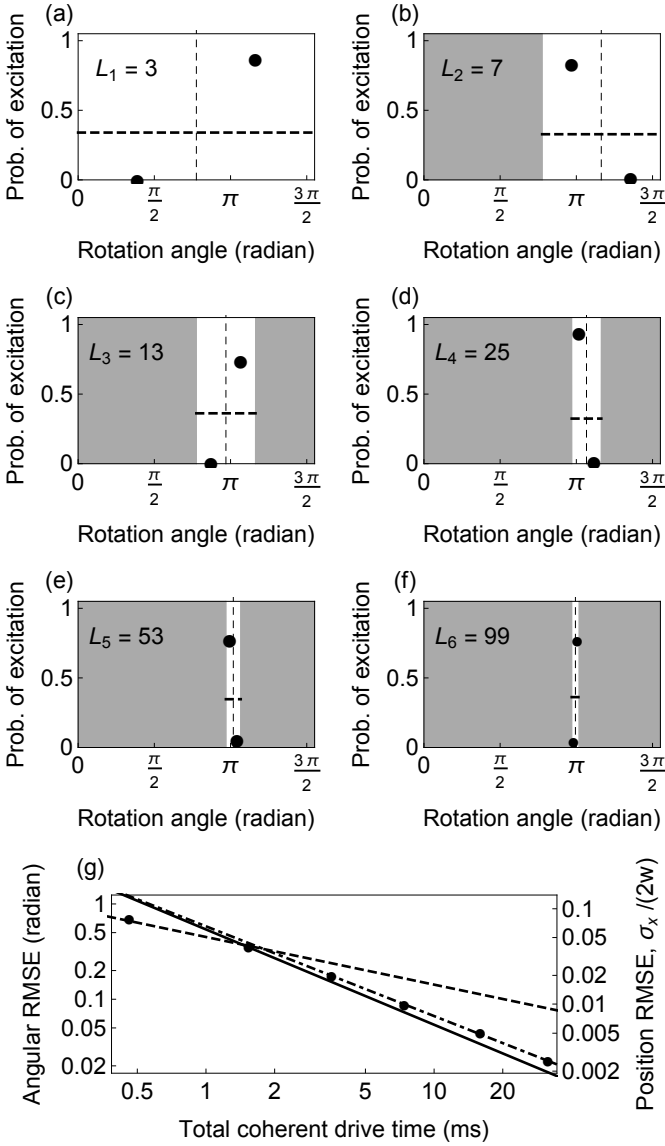 (a)
Prob. of excitation
1
0.5
0
L₁ = 3
0 π/2 π 3π/2
Rotation angle (radian)
(b)
Prob. of excitation
1
0.5
0
L₂ = 7
0 π/2 π 3π/2
Rotation angle (radian)
(c)
Prob. of excitation
1
0.5
0
L₃ = 13
0 π/2 π 3π/2
Rotation angle (radian)
(d)
Prob. of excitation
1
0.5
0
L₄ = 25
0 π/2 π 3π/2
Rotation angle (radian)
(e)
Prob. of excitation
1
0.5
0
L₅ = 53
0 π/2 π 3π/2
Rotation angle (radian)
(f)
Prob. of excitation
1
0.5
0
L₆ = 99
0 π/2 π 3π/2
Rotation angle (radian)
(g)
Angular RMSE (radian)
1
0.5
0.2
0.1
0.05
0.02
0.1
0.05
0.02
0.01
0.005
0.002
Position RMSE, σₓ /(2w)
0.5 1 2 5 10 20
Total coherent drive time (ms)